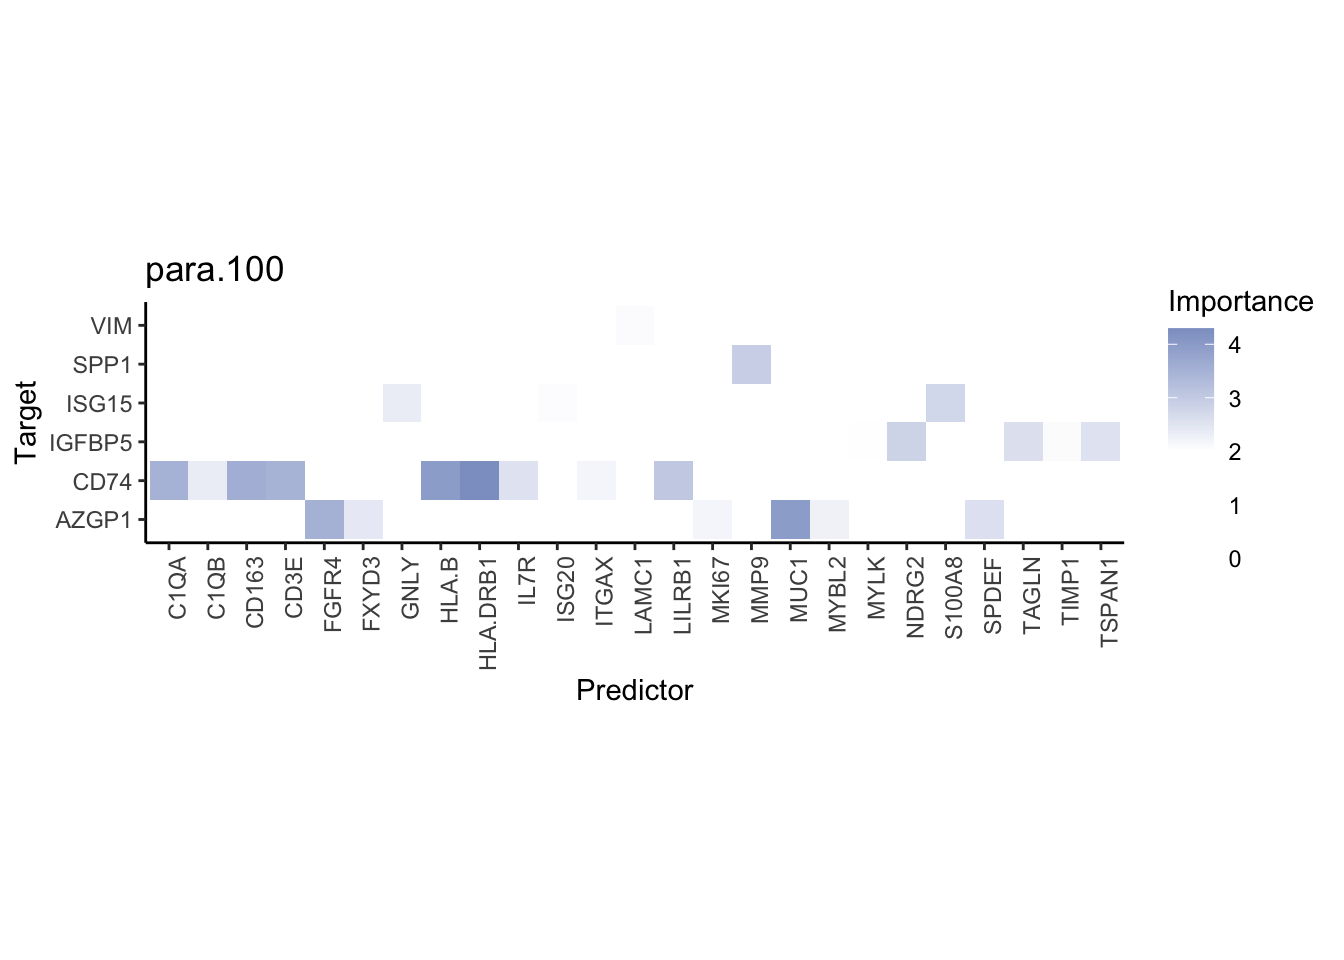 para.100
Importance
4
3
2
1
0
Target
VIM
SPP1
ISG15
IGFBP5
CD74
AZGP1
C1QA
C1QB
CD163
CD3E
FGFR4
FXYD3
GNLY
HLA.B
HLA.DRB1
IL7R
ISG20
ITGAX
LAMC1
LILRB1
MKI67
MMP9
MUC1
MYBL2
MYLK
NDRG2
S100A8
SPDEF
TAGLN
TIMP1
TSPAN1
Predictor